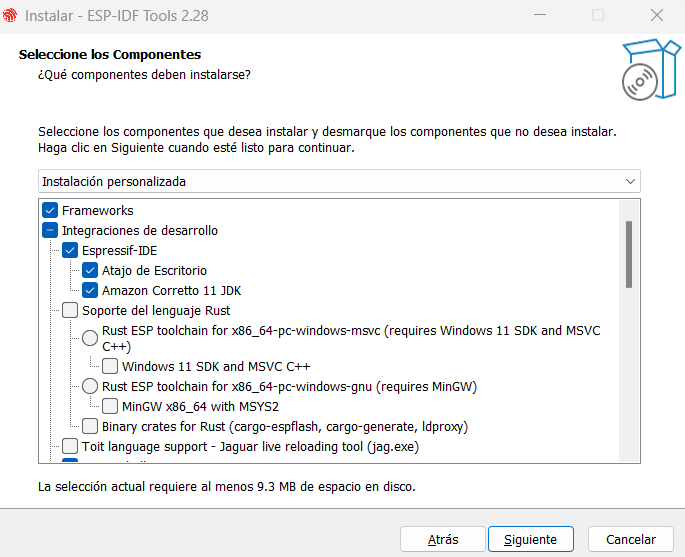 Instalar - ESP-IDF Tools 2.28
Seleccione los Componentes
¿Qué componentes deben instalarse?
Seleccione los componentes que desea instalar y desmarque los componentes que no desea instalar.
Haga clic en Siguiente cuando esté listo para continuar.
Instalación personalizada
Frameworks
Integraciones de desarrollo
Espressif-IDE
Atajo de Escritorio
Amazon Corretto 11 JDK
Soporte del lenguaje Rust
Rust ESP toolchain for x86_64-pc-windows-msvc (requires Windows 11 SDK and MSVC
C++)
Windows 11 SDK and MSVC C++
Rust ESP toolchain for x86_64-pc-windows-gnu (requires MinGW)
MinGW x86_64 with MSYS2
Binary crates for Rust (cargo-espflash, cargo-generate, ldproxy)
Toit language support - Jaguar live reloading tool (jag.exe)
La selección actual requiere al menos 9.3 MB de espacio en disco.
Atrás
Siguiente
Cancelar